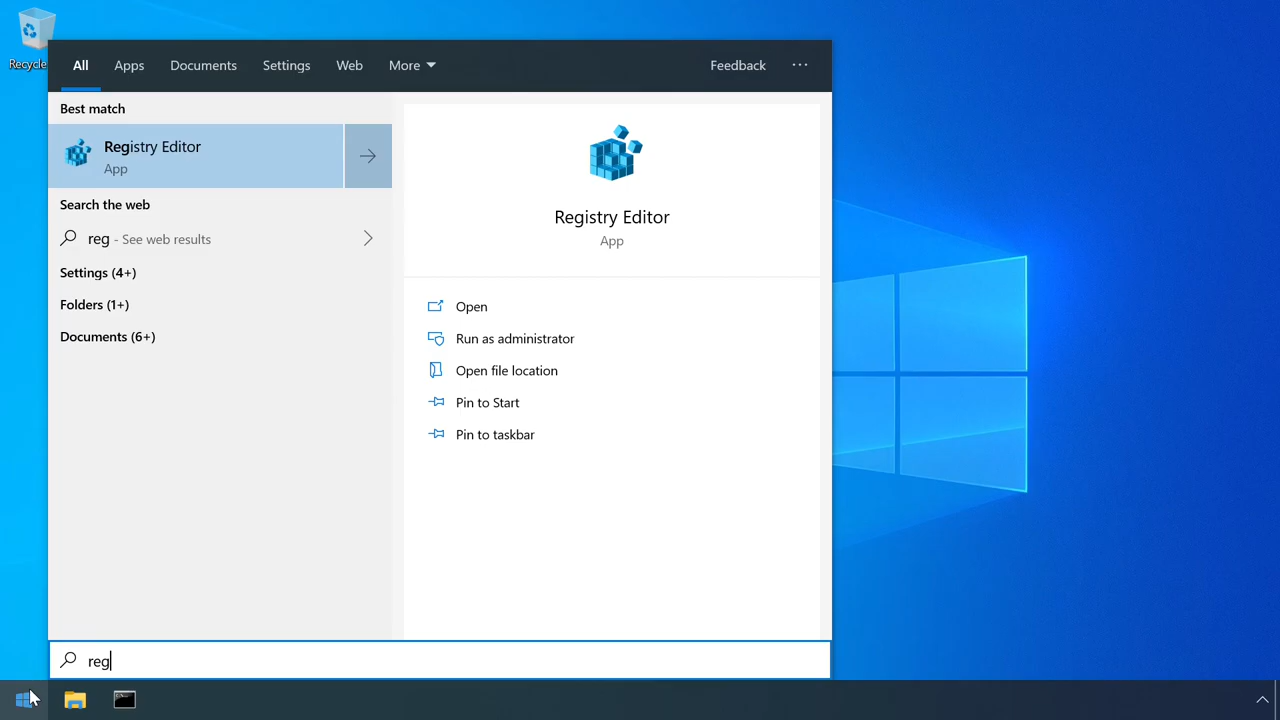 Recycle
All Apps Documents Settings Web More Feedback ...
Best match
Registry Editor
App
Search the web
reg - See web results
Settings (4+)
Folders (1+)
Documents (6+)
Registry Editor
App
Open
Run as administrator
Open file location
Pin to Start
Pin to taskbar
reg